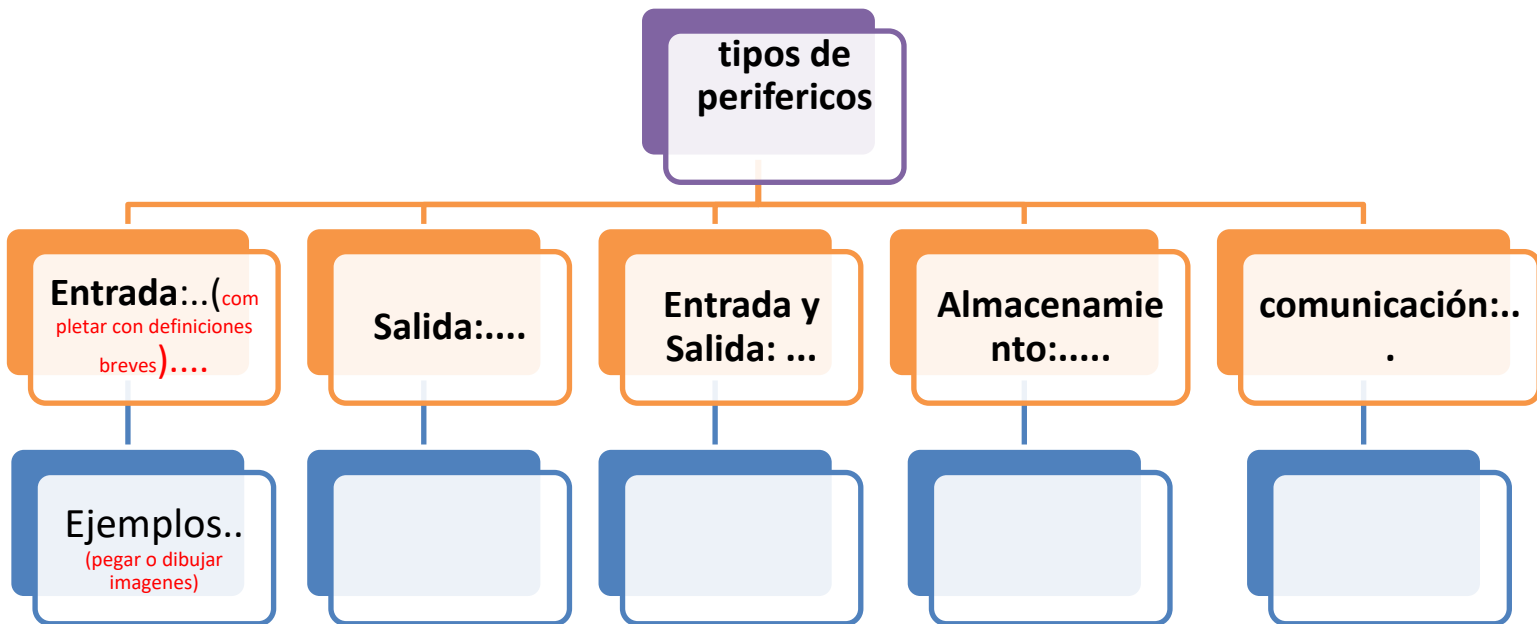 tipos de
perifericos
Entrada:..(com
pletar con definiciones
breves)....
Salida:....
Entrada y
Salida: ...
Almacenamie
nto:.....
comunicación:..
.
Ejemplos..
(pegar o dibujar
imagenes)